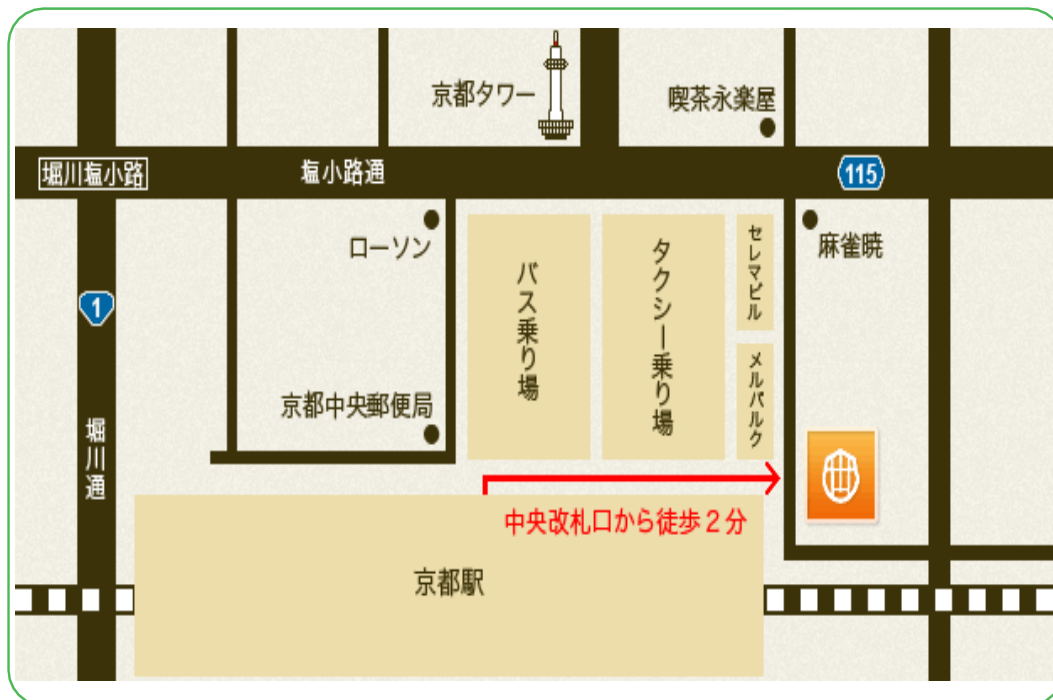 京都タワー
喫茶永楽屋
堀川塩小路
塩小路通
115
ローソン
バス乗り場
タクシー乗り場
セレマビル
麻雀暁
1
メルパルク
京都中央郵便局
堀川通
中央改札口から徒歩2分
京都駅